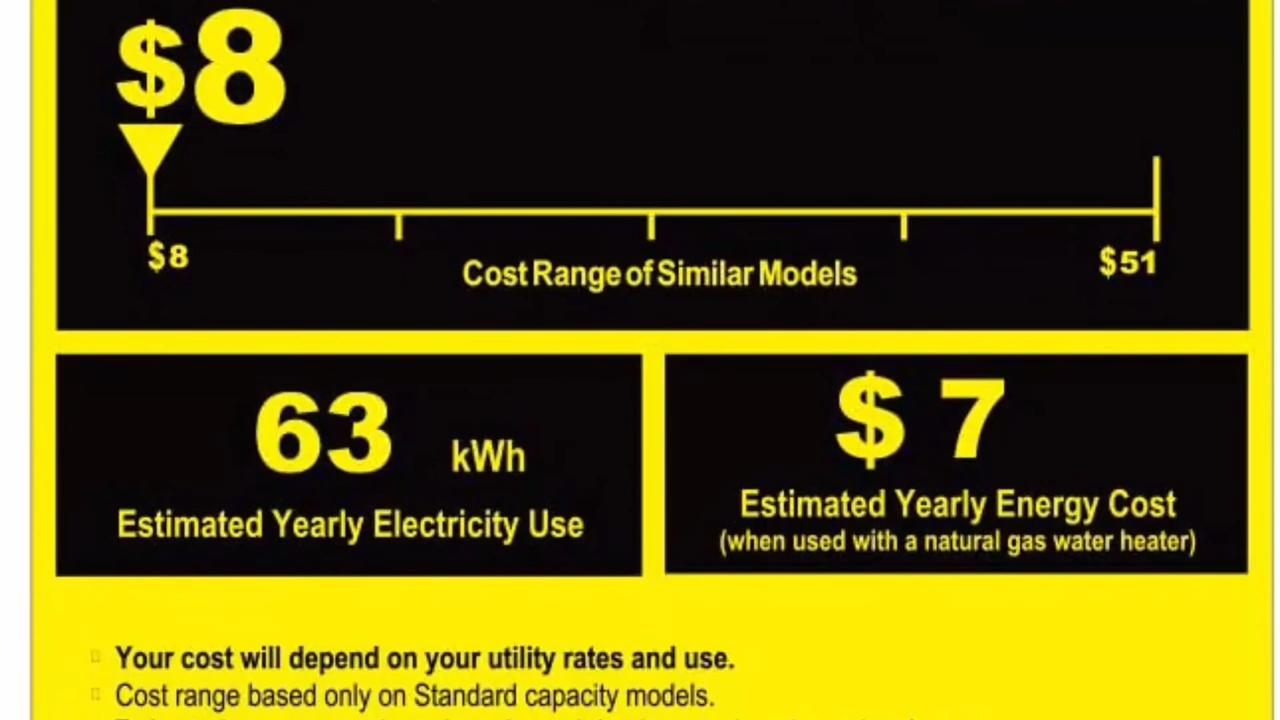 $8
$8
$51
Cost Range of Similar Models
63 kWh
Estimated Yearly Electricity Use
$ 7
Estimated Yearly Energy Cost
(when used with a natural gas water heater)
Your cost will depend on your utility rates and use.
Cost range based only on Standard capacity models.